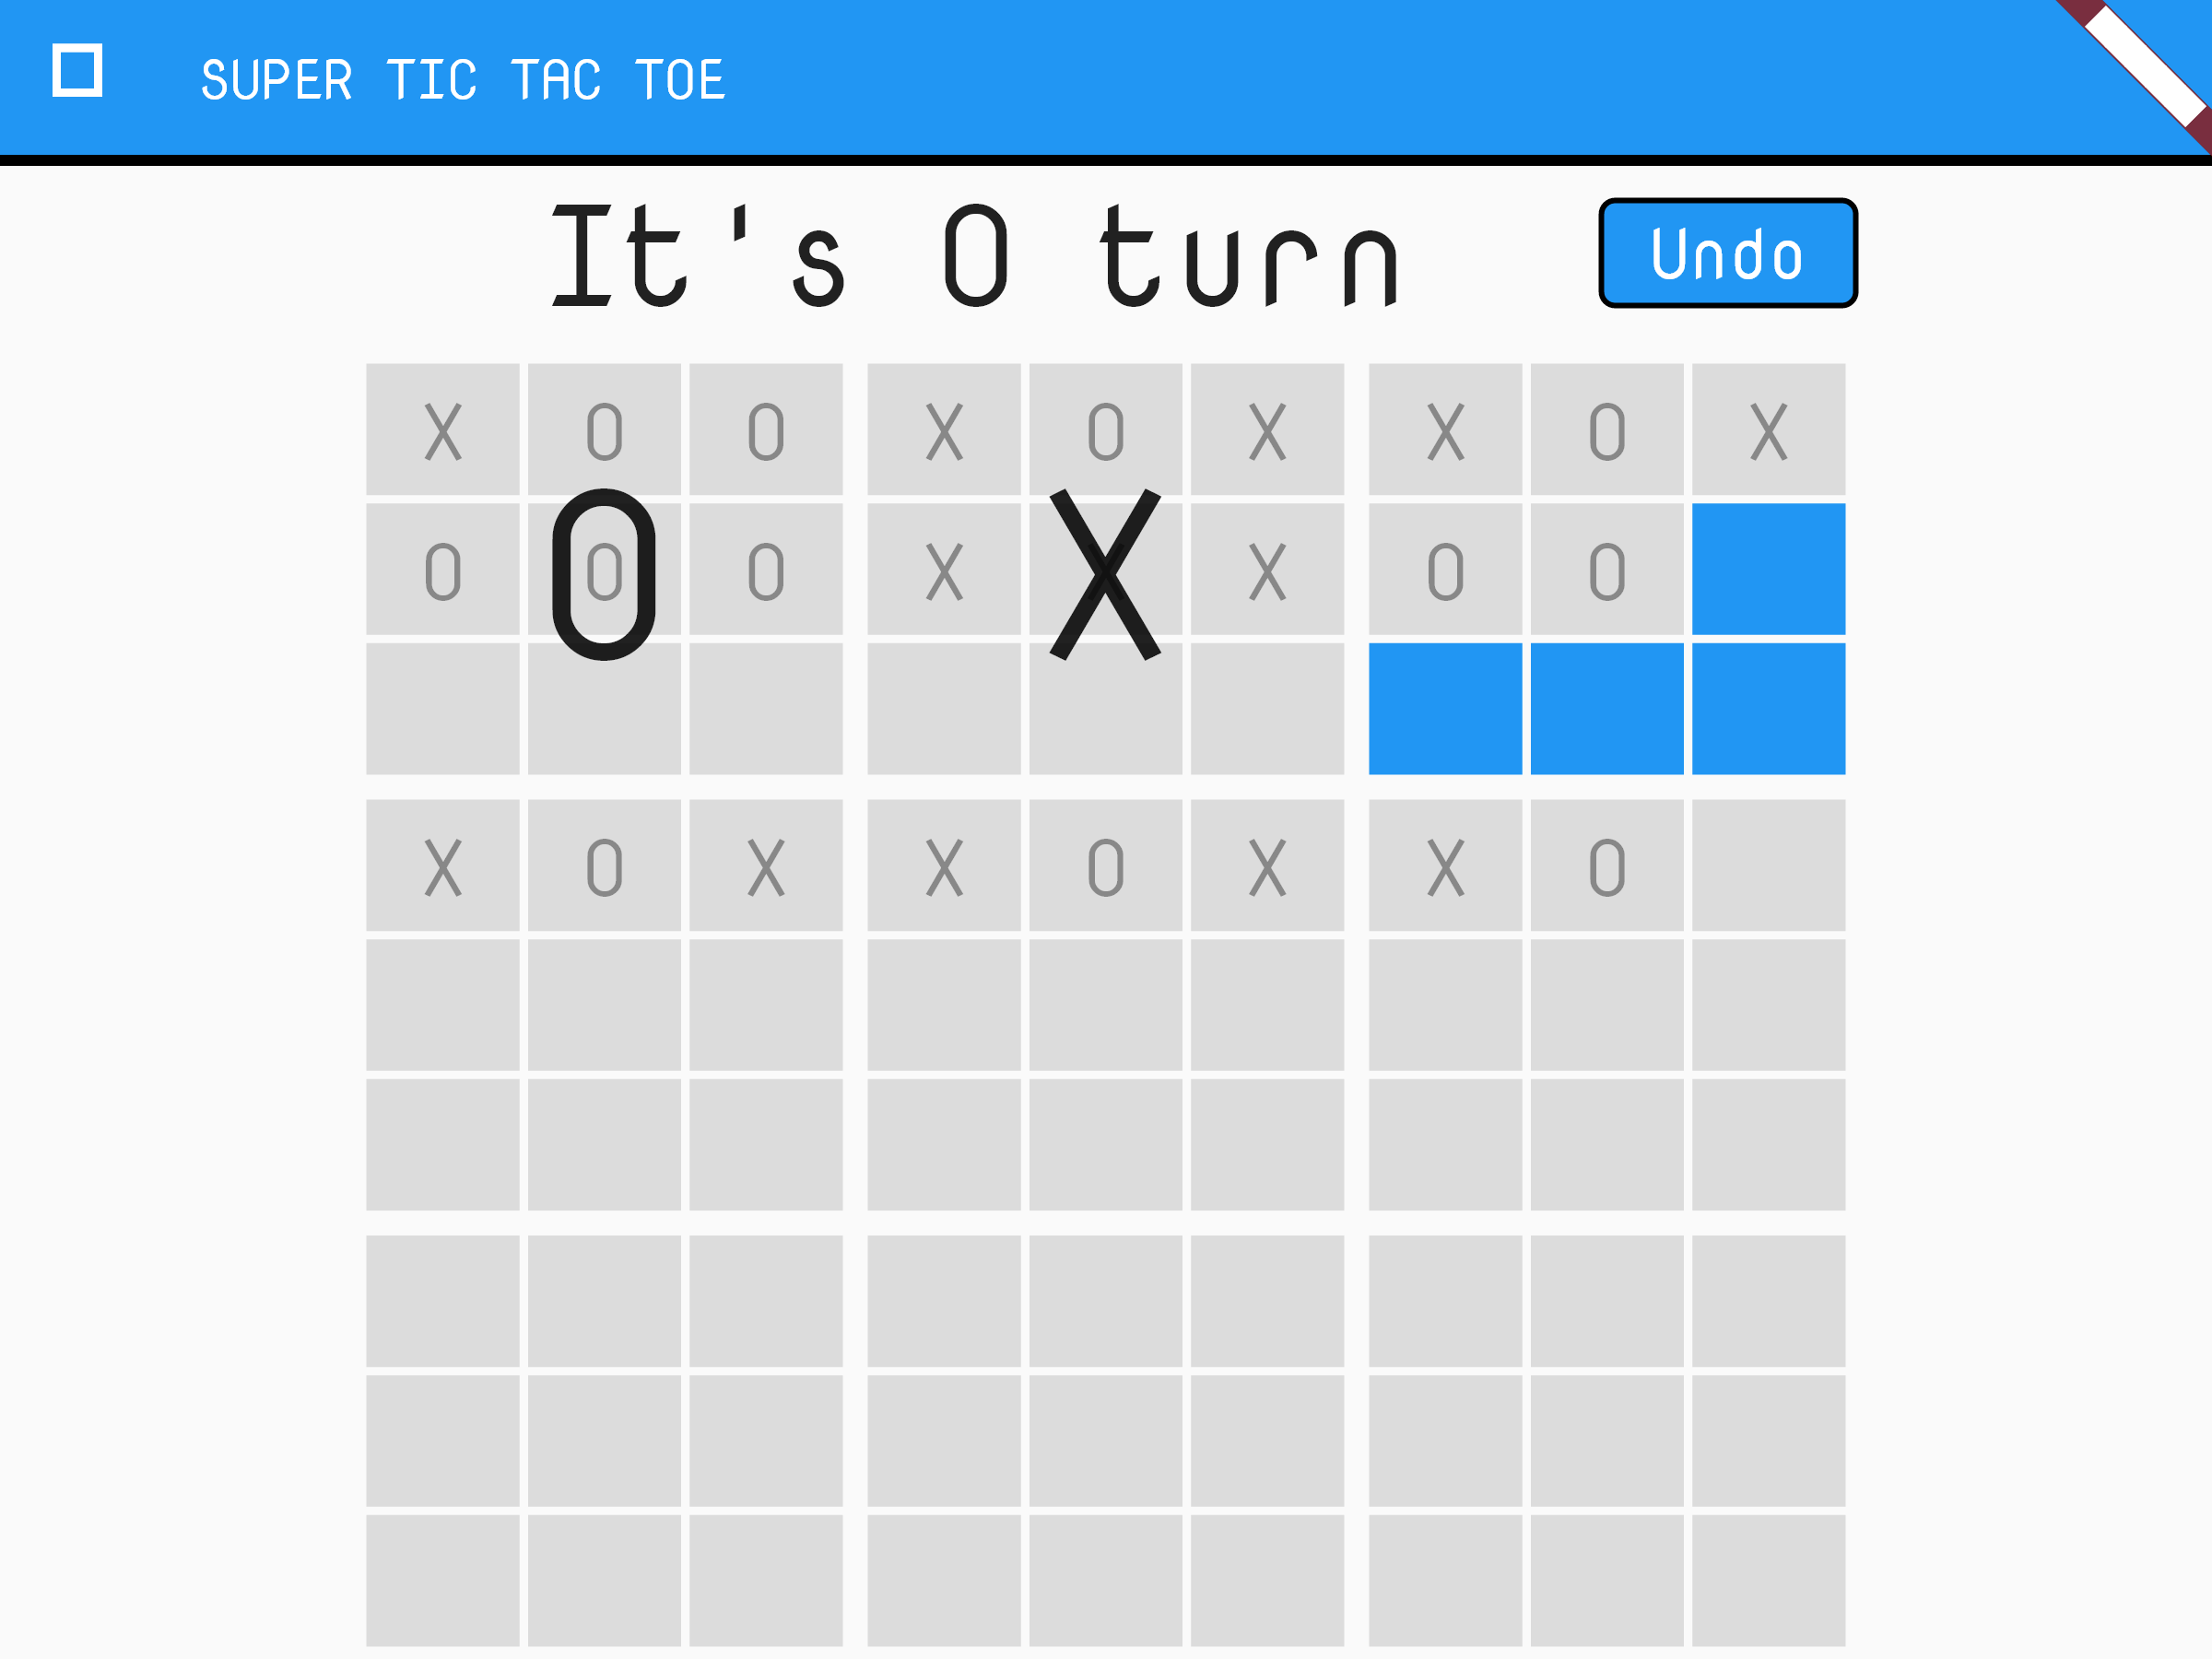 SUPER TIC TAC TOE
It's O turn
Undo
X O O X O X X O X
O O O X X X O O
O X
X O X X O X X O